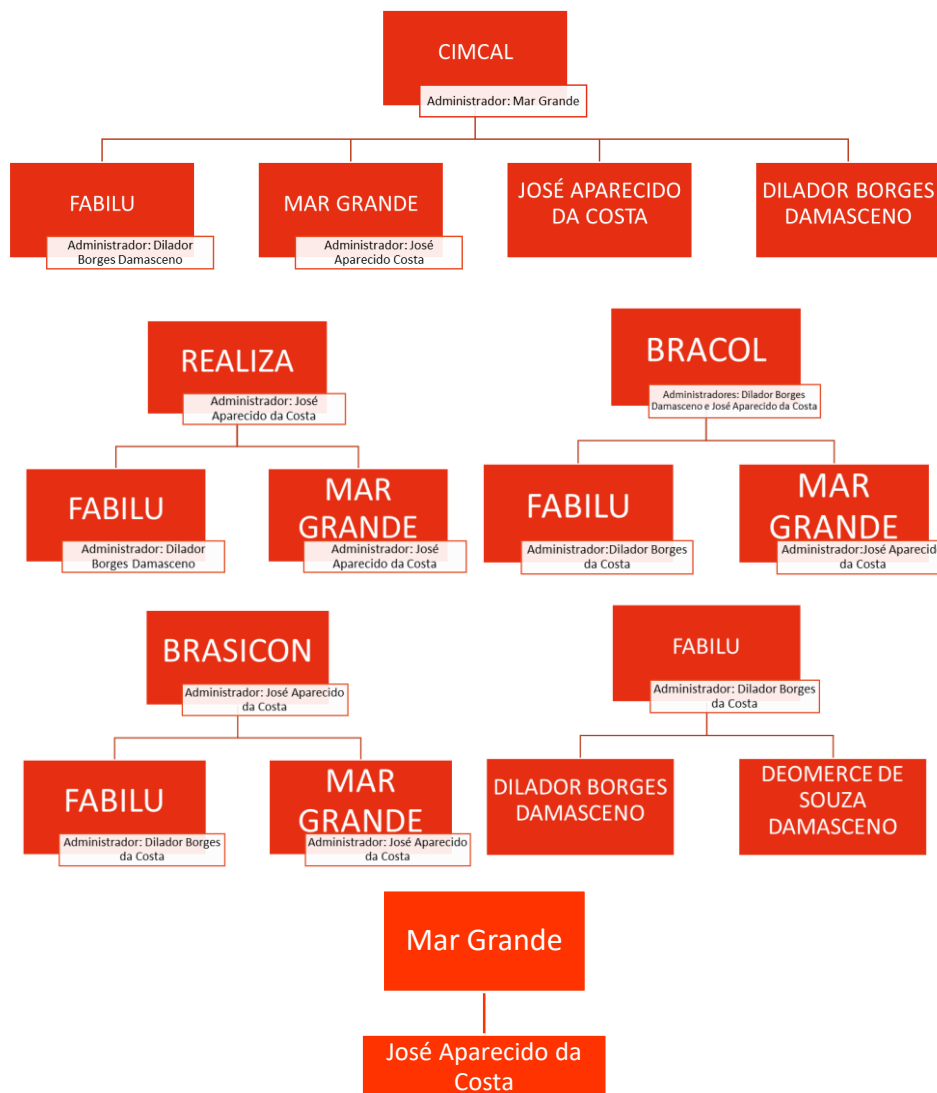 CIMCAL
Administrador: Mar Grande
FABILU
Administrador: Dilador
Borges Damasceno
MAR GRANDE
Administrador: José
Aparecido Costa
JOSÉ APARECIDO
DA COSTA
DILADOR BORGES
DAMASCENO
REALIZA
Administrador: José
Aparecido da Costa
FABILU
Administrador: Dilador
Borges Damasceno
MAR
GRANDE
Administrador: José
Aparecido da Costa
BRACOL
Administradores: Dilador Borges
Damasceno e José Aparecido da Costa
FABILU
Administrador:Dilador Borges
da Costa
MAR
GRANDE
Administrador:José Aparecido
da Costa
BRASICON
Administrador: José Aparecido
da Costa
FABILU
Administrador: Dilador Borges
da Costa
MAR
GRANDE
Administrador: José Aparecido
da Costa
FABILU
Administrador: Dilador Borges
da Costa
DILADOR BORGES
DAMASCENO
DEOMERCE DE
SOUZA
DAMASCENO
Mar Grande
José Aparecido da
Costa